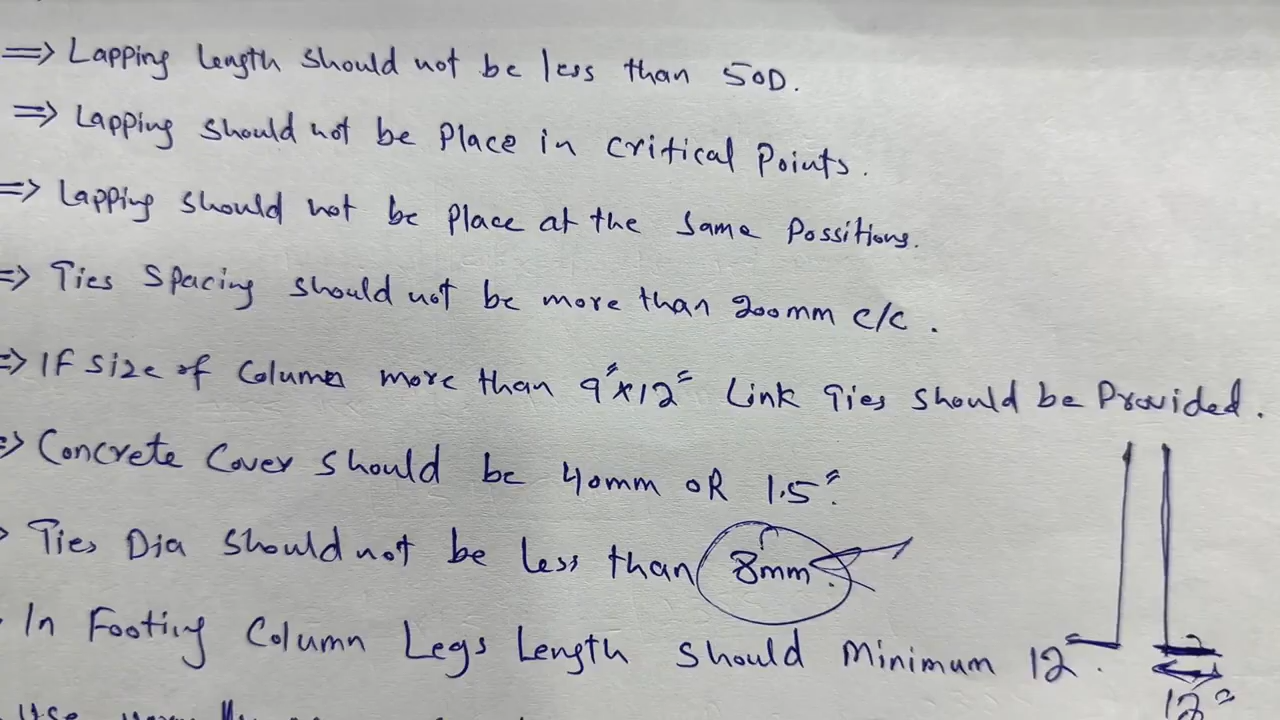 ⇒ Lapping length should not be less than 50D.
⇒ Lapping should not be Place in critical Points.
⇒ Lapping should not be Place at the same Possitions.
⇒ Ties Spacing should not be more than 200mm c/c.
⇒ IF Size of Column more than 9"x12" Link Ties should be Provided.
⇒ Concrete Cover should be 40mm OR 1.5".
Ties Dia should not be less than 8mm.
In Footing Column Legs Length should Minimum 12".
12"
Use